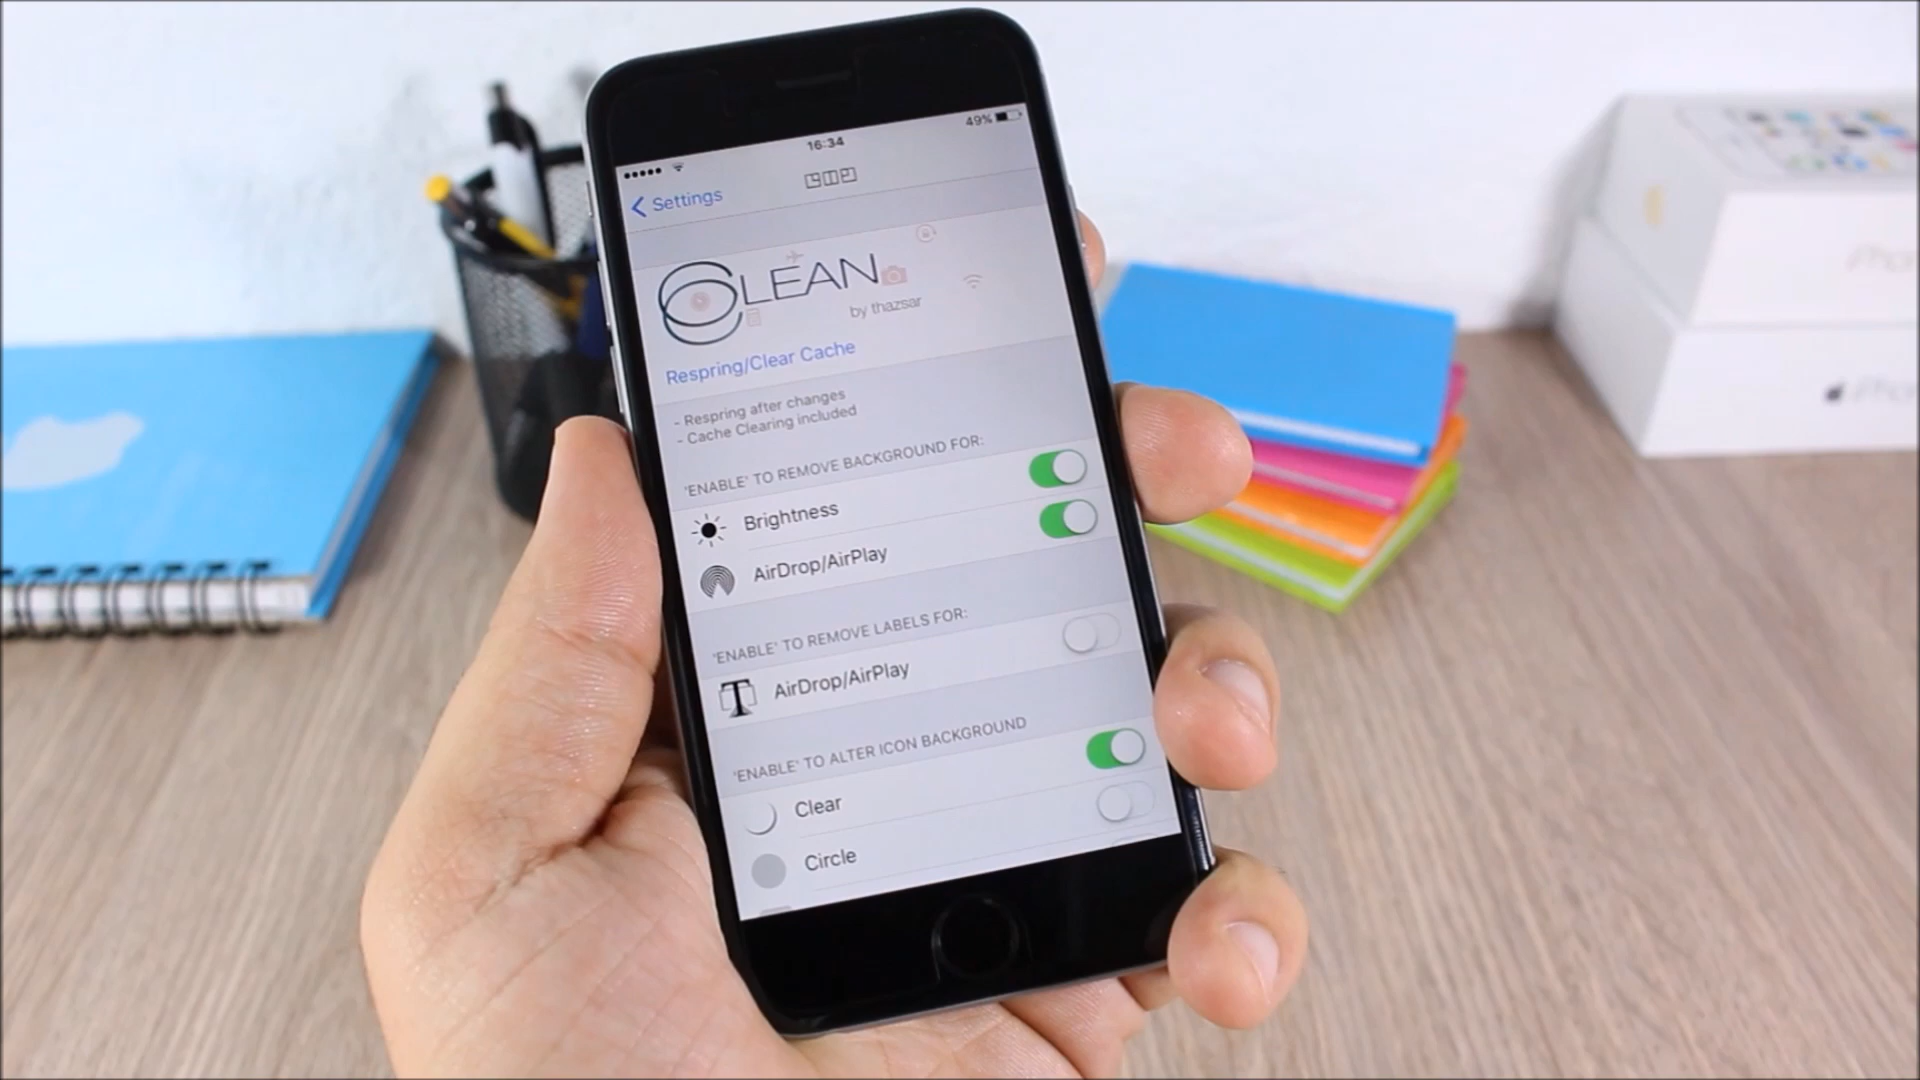 49%
16:34
Settings
CCLEAN
by thazsar
Respring/Clear Cache
- Respring after changes
- Cache Clearing included
'ENABLE' TO REMOVE BACKGROUND FOR:
Brightness
AirDrop/AirPlay
'ENABLE' TO REMOVE LABELS FOR:
T
AirDrop/AirPlay
'ENABLE' TO ALTER ICON BACKGROUND
Clear
Circle